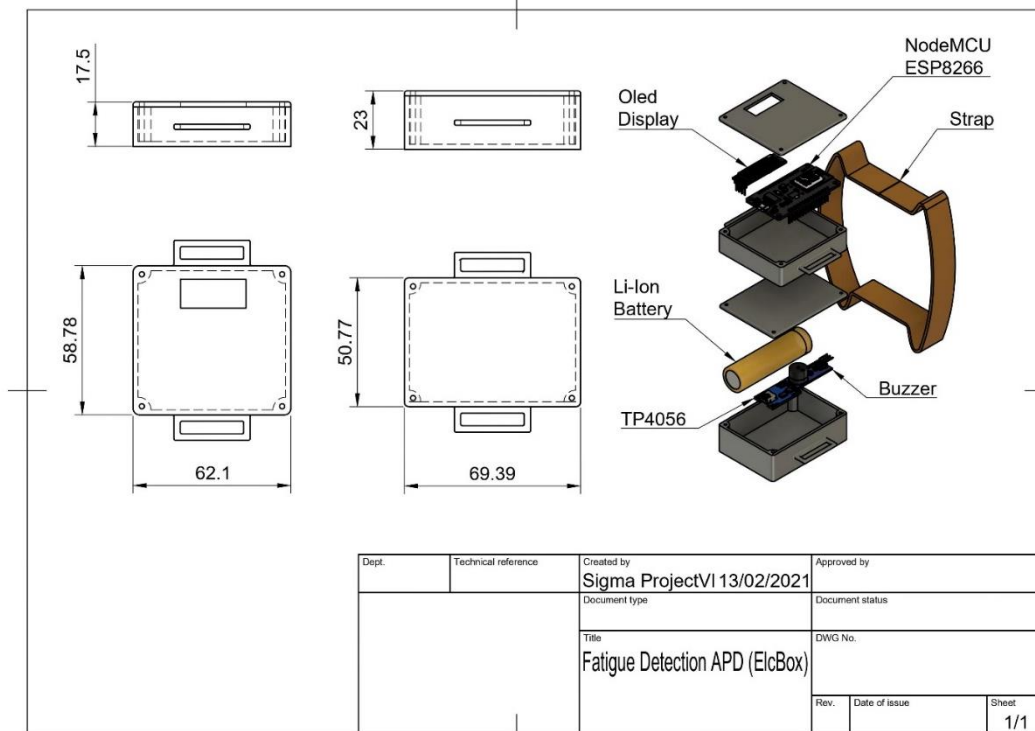 17.5
23
58.78
62.1
50.77
69.39
NodeMCU
ESP8266
Oled
Display
Strap
Li-Ion
Battery
Buzzer
TP4056
Dept.
Technical reference
Created by
Sigma ProjectVI 13/02/2021
Approved by
Document type
Document status
Title
Fatigue Detection APD (ElcBox)
DWG No.
Rev.
Date of issue
Sheet
1/1